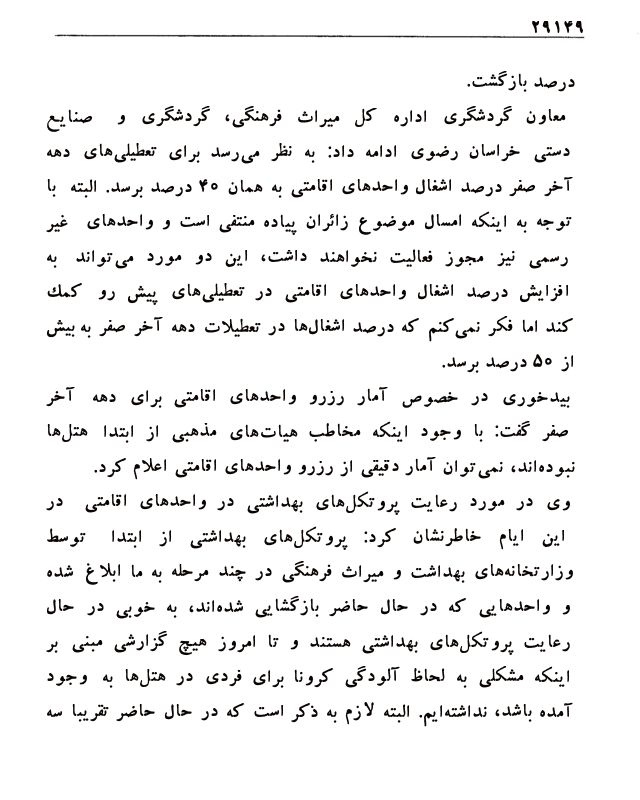 ۲۹۱۴۹
درصد بازگشت.
معاون گردشگری اداره کل میراث فرهنگی، گردشگری و صنایع
دستی خراسان رضوی ادامه داد: به نظر می‌رسد برای تعطیلی‌های دهه
آخر صفر درصد اشغال واحدهای اقامتی به همان ۴۰ درصد برسد. البته با
توجه به اینکه امسال موضوع زائران پیاده منتفی است و واحدهای غیر
رسمی نیز مجوز فعالیت نخواهند داشت، این دو مورد می‌تواند به
افزایش درصد اشغال واحدهای اقامتی در تعطیلی‌های پیش رو کمك
کند اما فکر نمی‌کنم که درصد اشغال‌ها در تعطیلات دهه آخر صفر به بیش
از ۵۰ درصد برسد.
بیدخوری در خصوص آمار رزرو واحدهای اقامتی برای دهه آخر
صفر گفت: با وجود اینکه مخاطب هیات‌های مذهبی از ابتدا هتل‌ها
نبوده‌اند، نمی‌توان آمار دقیقی از رزرو واحدهای اقامتی اعلام کرد.
وی در مورد رعایت پروتکل‌های بهداشتی در واحدهای اقامتی در
این ایام خاطرنشان کرد: پروتکل‌های بهداشتی از ابتدا توسط
وزارتخانه‌های بهداشت و میراث فرهنگی در چند مرحله به ما ابلاغ شده
و واحدهایی که در حال حاضر بازگشایی شده‌اند، به خوبی در حال
رعایت پروتکل‌های بهداشتی هستند و تا امروز هیچ گزارشی مبنی بر
اینکه مشکلی به لحاظ آلودگی کرونا برای فردی در هتل‌ها به وجود
آمده باشد، نداشته‌ایم. البته لازم به ذکر است که در حال حاضر تقریبا سه